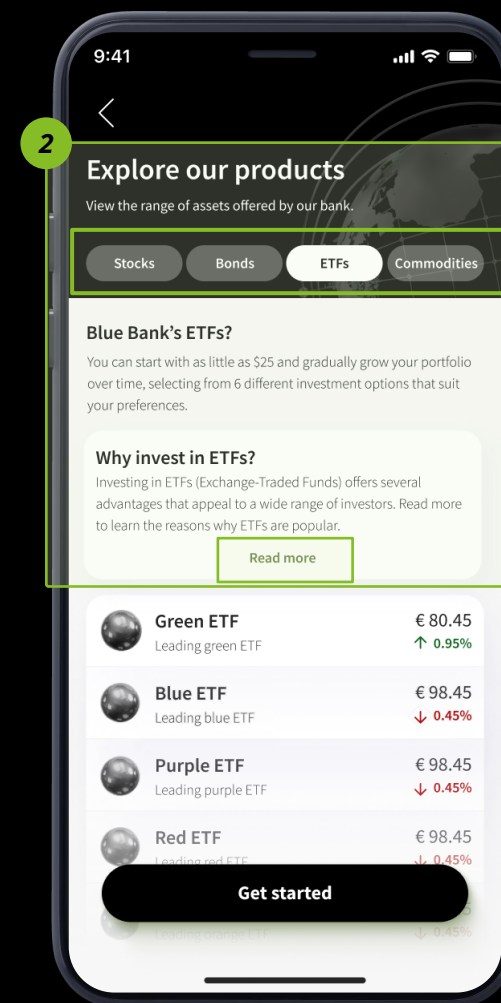 9:41
2
Explore our products
View the range of assets offered by our bank.
Stocks Bonds ETFs Commodities
Blue Bank's ETFs?
You can start with as little as $25 and gradually grow your portfolio
over time, selecting from 6 different investment options that suit
your preferences.
Why invest in ETFs?
Investing in ETFs (Exchange-Traded Funds) offers several
advantages that appeal to a wide range of investors. Read more
to learn the reasons why ETFs are popular.
Read more
Green ETF € 80.45
Leading green ETF ↑ 0.95%
Blue ETF € 98.45
Leading blue ETF ↓ 0.45%
Purple ETF € 98.45
Leading purple ETF ↓ 0.45%
Red ETF € 98.45
Leading red ETF ↓ 0.45%
Get started
Leading orange ETF ↓ 0.45%